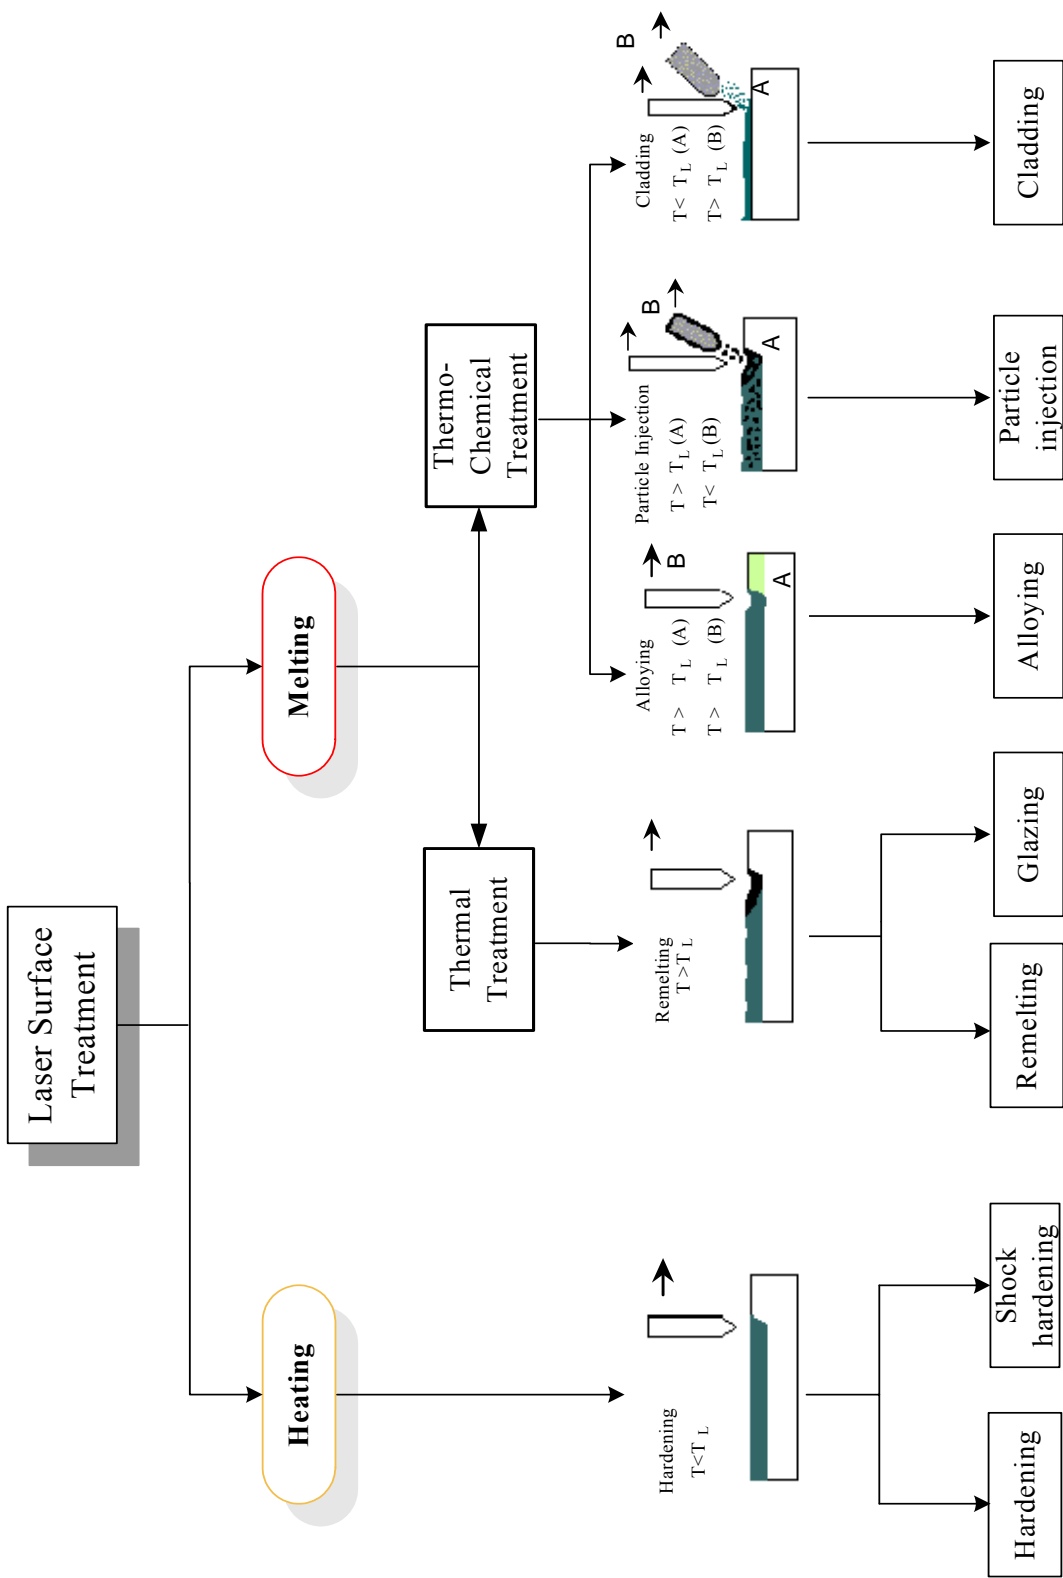 Laser Surface
Treatment
Heating
Melting
Thermal
Treatment
Thermo-
Chemical
Treatment
Hardening
T<T L
Remelting
T >T L
Alloying
T > T L (A)
T > T L (B)
B
A
Particle Injection
T > T L (A)
T < T L (B)
B
A
Cladding
T < T L (A)
T > T L (B)
B
A
Hardening
Shock
hardening
Remelting
Glazing
Alloying
Particle
injection
Cladding